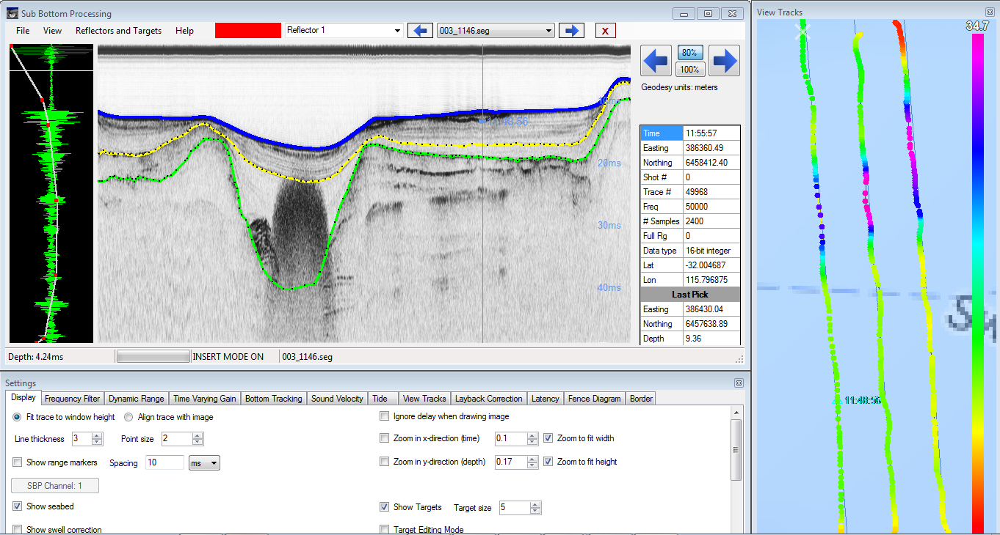 Sub Bottom Processing
File View Reflectors and Targets Help Reflector 1 003_1146.seg X
80%
100%
Geodesy units: meters
10ms
11:48:56
20ms
30ms
40ms
Time 11:55:57
Easting 386360.49
Northing 6458412.40
Shot # 0
Trace # 49968
Freq 50000
# Samples 2400
Full Rg 0
Data type 16-bit integer
Lat -32.004687
Lon 115.796875
Last Pick
Easting 386430.04
Northing 6457638.89
Depth 9.36
Depth: 4.24ms INSERT MODE ON 003_1146.seg
View Tracks
34.7
11:48:56
Settings
Display Frequency Filter Dynamic Range Time Varying Gain Bottom Tracking Sound Velocity Tide View Tracks Layback Correction Latency Fence Diagram Border
Fit trace to window height Align trace with image Ignore delay when drawing image
Line thickness 3 Point size 2 Zoom in x-direction (time) 0.1 Zoom to fit width
Show range markers Spacing 10 ms Zoom in y-direction (depth) 0.17 Zoom to fit height
SBP Channel: 1
Show seabed Show Targets Target size 5
Show swell correction Target Editing Mode